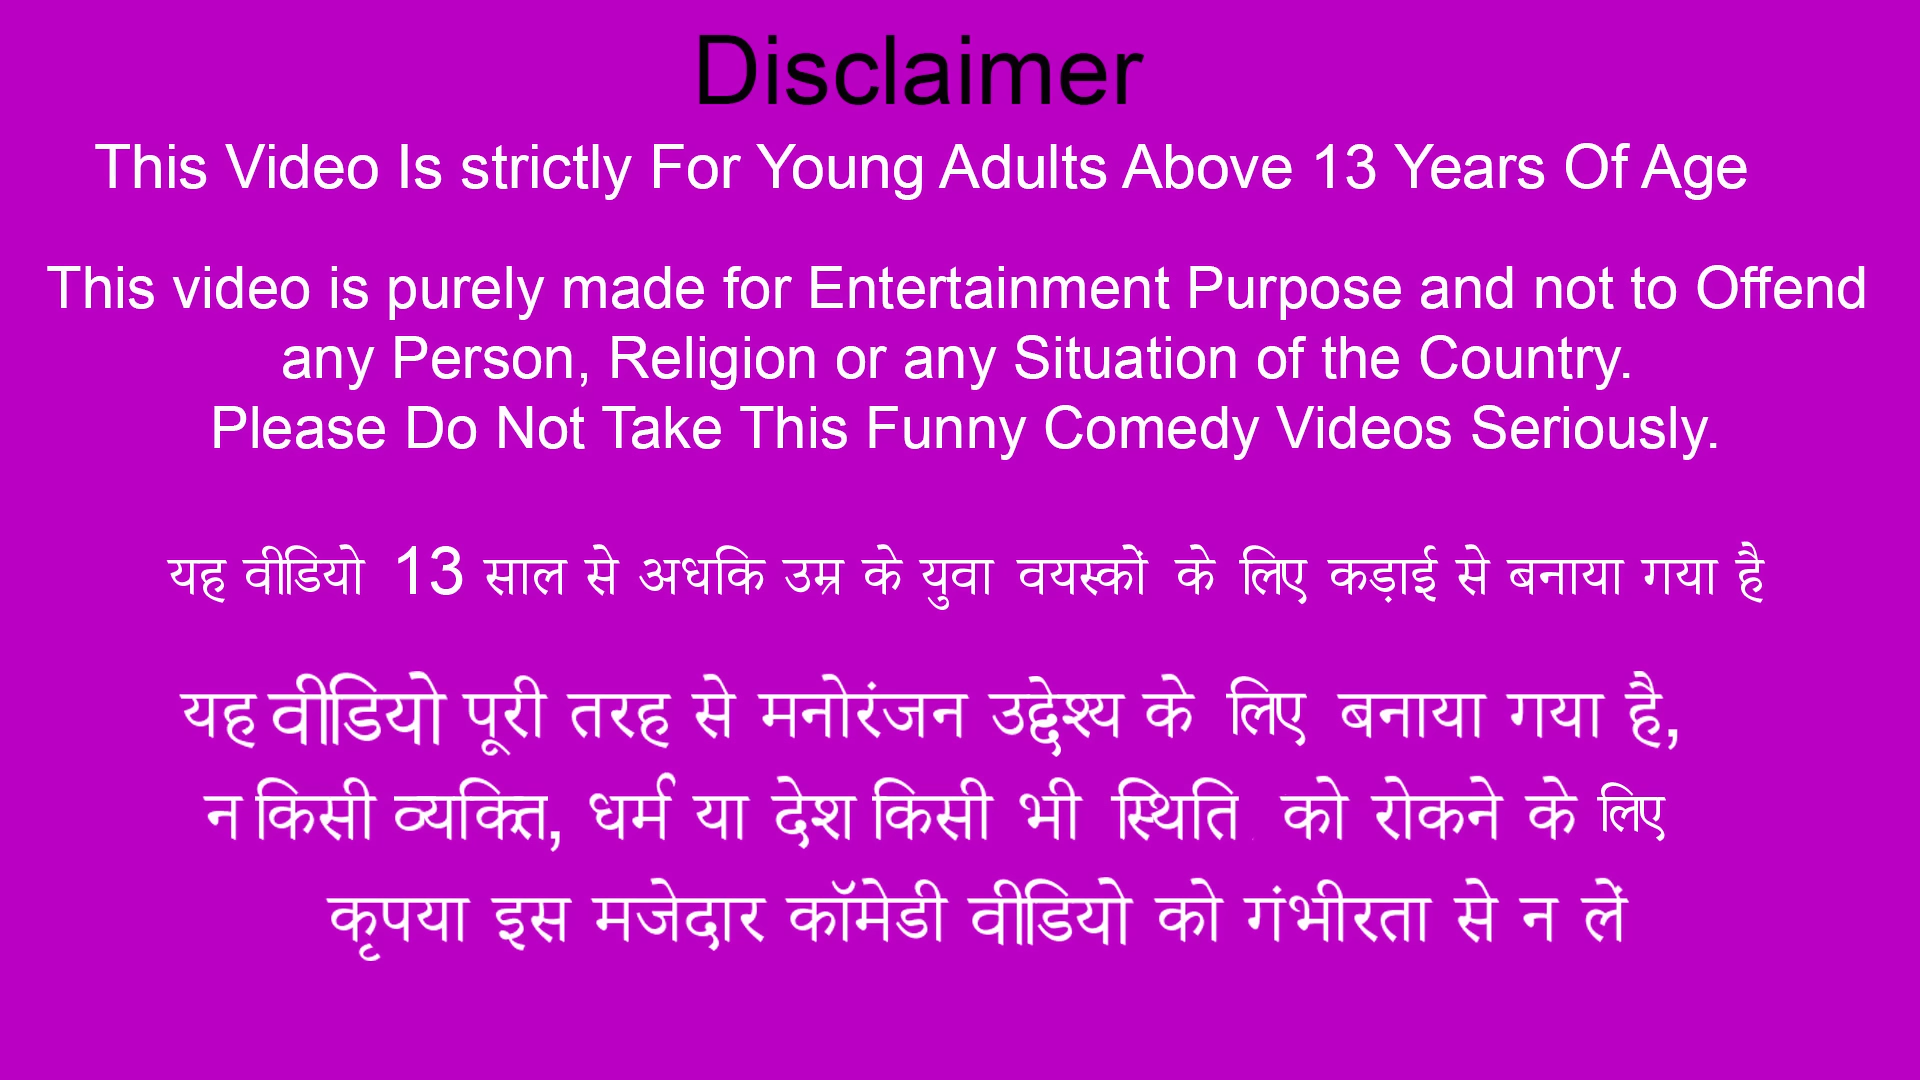 Disclaimer
This Video Is strictly For Young Adults Above 13 Years Of Age
This video is purely made for Entertainment Purpose and not to Offend
any Person, Religion or any Situation of the Country.
Please Do Not Take This Funny Comedy Videos Seriously.
यह वीडियो 13 साल से अधकि उम्र के युवा वयस्कों के लिए कड़ाई से बनाया गया है
यह वीडियो पूरी तरह से मनोरंजन उद्देश्य के लिए बनाया गया है,
न किसी व्यक्ति, धर्म या देश किसी भी स्थिति को रोकने के लिए
कृपया इस मजेदार कॉमेडी वीडियो को गंभीरता से न लें